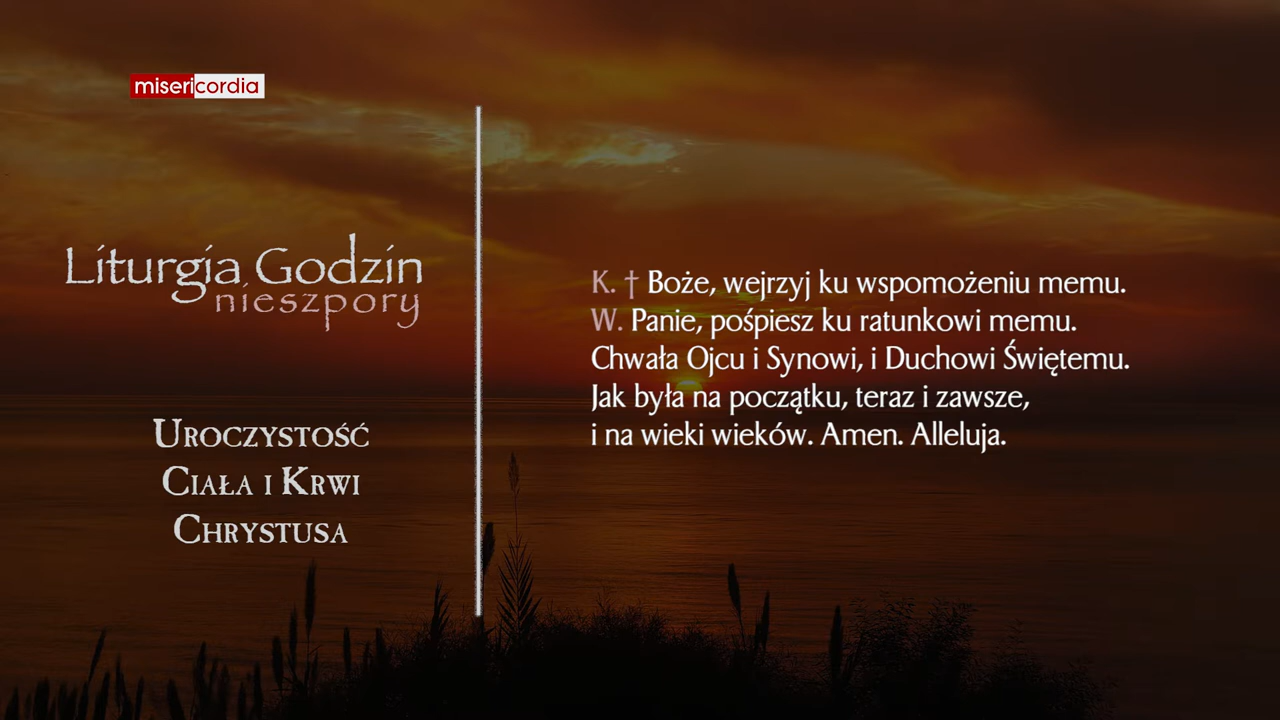 misericordia
Liturgia Godzin
nieszpory
Uroczystość
Ciała i Krwi
Chrystusa
K. † Boże, wejrzyj ku wspomożeniu memu.
W. Panie, pośpiesz ku ratunkowi memu.
Chwała Ojcu i Synowi, i Duchowi Świętemu.
Jak była na początku, teraz i zawsze,
i na wieki wieków. Amen. Alleluja.